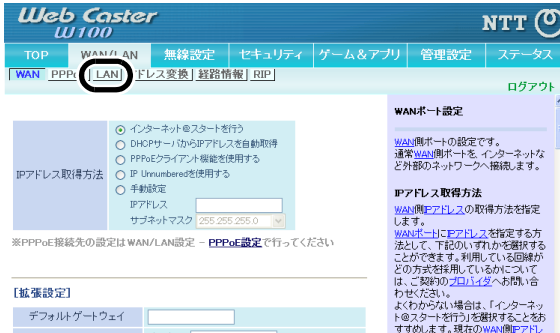 Web Caster
W100
NTT
TOP WAN/LAN 無線設定 セキュリティ ゲーム&アプリ 管理設定 ステータス
WAN LAN 経路情報 RIP
ログアウト
IPアドレス取得方法
インターネット@スタートを行う
DHCPサーバからIPアドレスを自動取得
PPPoEクライアント機能を使用する
IP Unnumberedを使用する
手動設定
IPアドレス
サブネットマスク 255.255.255.0
※PPPoE接続先の設定はWAN/LAN設定 - PPPoE設定で行ってください
[拡張設定]
デフォルトゲートウェイ
WANポート設定
WAN側ポートの設定です。
通常WAN側ポートを、インターネットな
ど外部のネットワークへ接続します。
IPアドレス取得方法
WAN側IPアドレスの取得方法を指定
します。
WANポートにIPアドレスを指定する方
法として、下記のいずれかを選択する
ことができます。利用している回線が
どの方式を採用しているかについて
は、ご契約のプロバイダへお問い合
わせください。
よくわからない場合は、「インターネッ
ト@スタートを行う」を選択することをお
すすめします。現在のWAN側IPアドレ